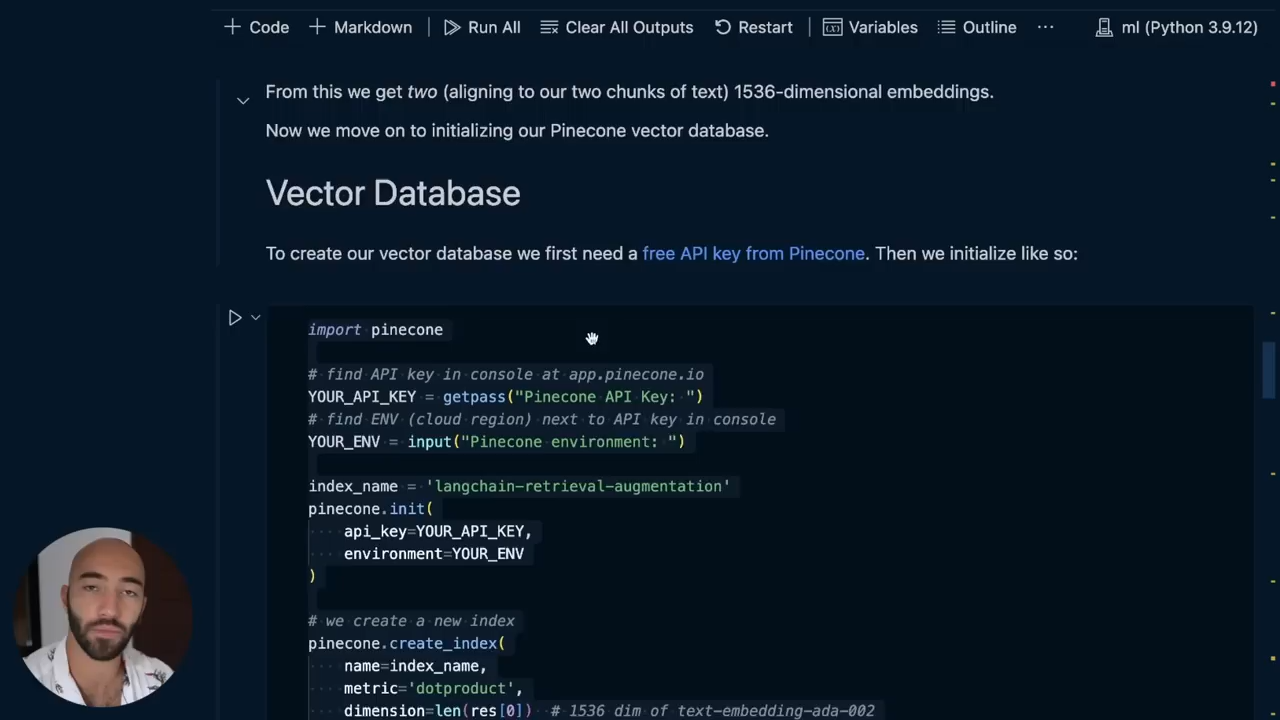 Code Markdown Run All Clear All Outputs Restart Variables Outline ··· ml (Python 3.9.12)
From this we get two (aligning to our two chunks of text) 1536-dimensional embeddings.
Now we move on to initializing our Pinecone vector database.
Vector Database
To create our vector database we first need a free API key from Pinecone. Then we initialize like so:
import pinecone
# find API key in console at app.pinecone.io
YOUR_API_KEY = getpass("Pinecone API Key: ")
# find ENV (cloud region) next to API key in console
YOUR_ENV = input("Pinecone environment: ")
index_name = 'langchain-retrieval-augmentation'
pinecone.init(
    api_key=YOUR_API_KEY,
    environment=YOUR_ENV
)
# we create a new index
pinecone.create_index(
    name=index_name,
    metric='dotproduct',
    dimension=len(res[0])  # 1536 dim of text-embedding-ada-002